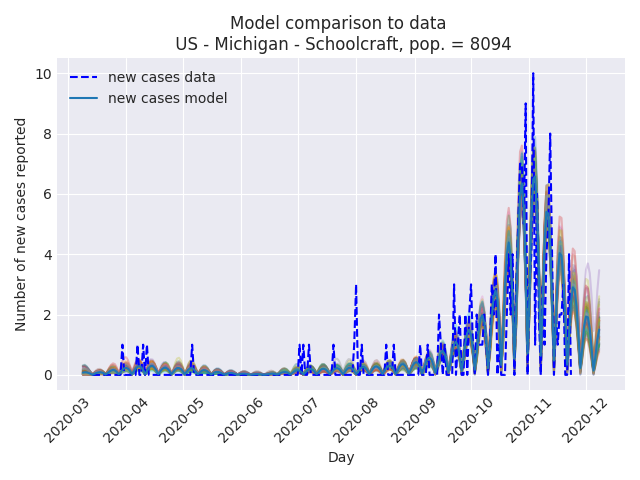 Model comparison to data
US - Michigan - Schoolcraft, pop. = 8094
new cases data
new cases model
Number of new cases reported
10
8
6
4
2
0
2020-03
2020-04
2020-05
2020-06
2020-07
2020-08
2020-09
2020-10
2020-11
2020-12
Day